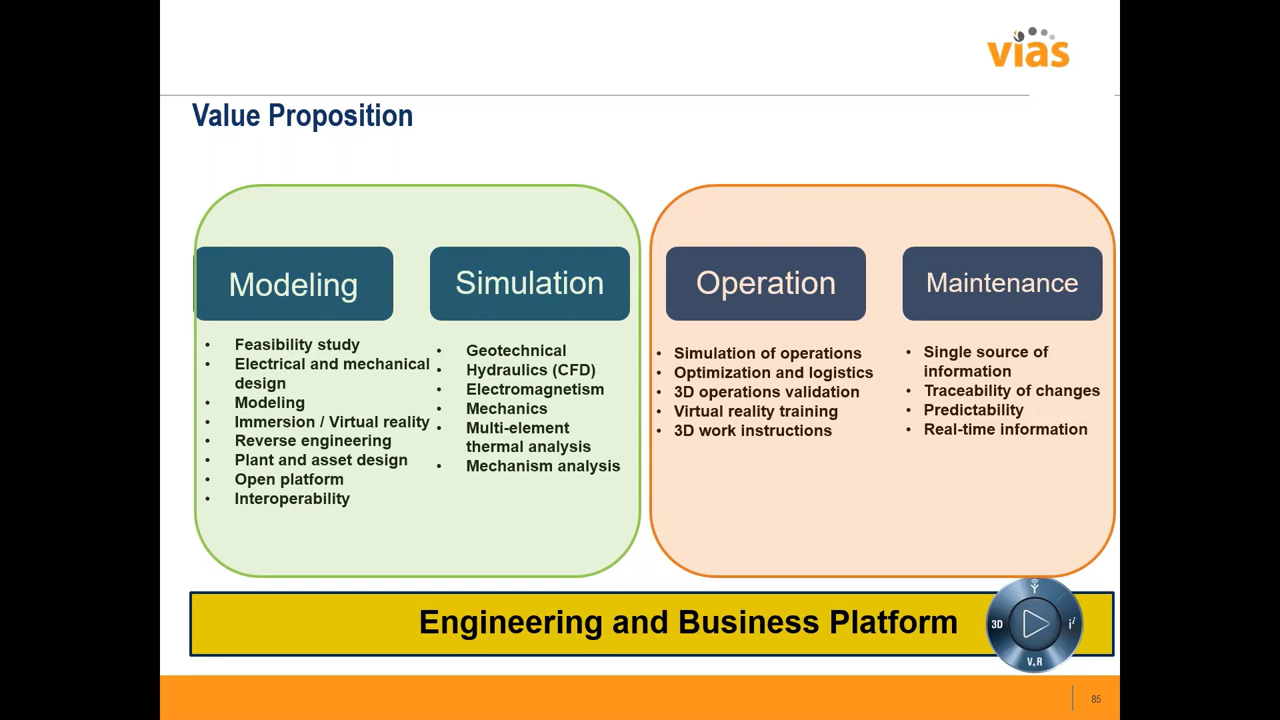 vias
Value Proposition
Modeling
• Feasibility study
• Electrical and mechanical
design
• Modeling
• Immersion / Virtual reality
• Reverse engineering
• Plant and asset design
• Open platform
• Interoperability
Simulation
• Geotechnical
• Hydraulics (CFD)
• Electromagnetism
• Mechanics
• Multi-element
thermal analysis
• Mechanism analysis
Operation
• Simulation of operations
• Optimization and logistics
• 3D operations validation
• Virtual reality training
• 3D work instructions
Maintenance
• Single source of
information
• Traceability of changes
• Predictability
• Real-time information
Engineering and Business Platform
3D
V,R
85